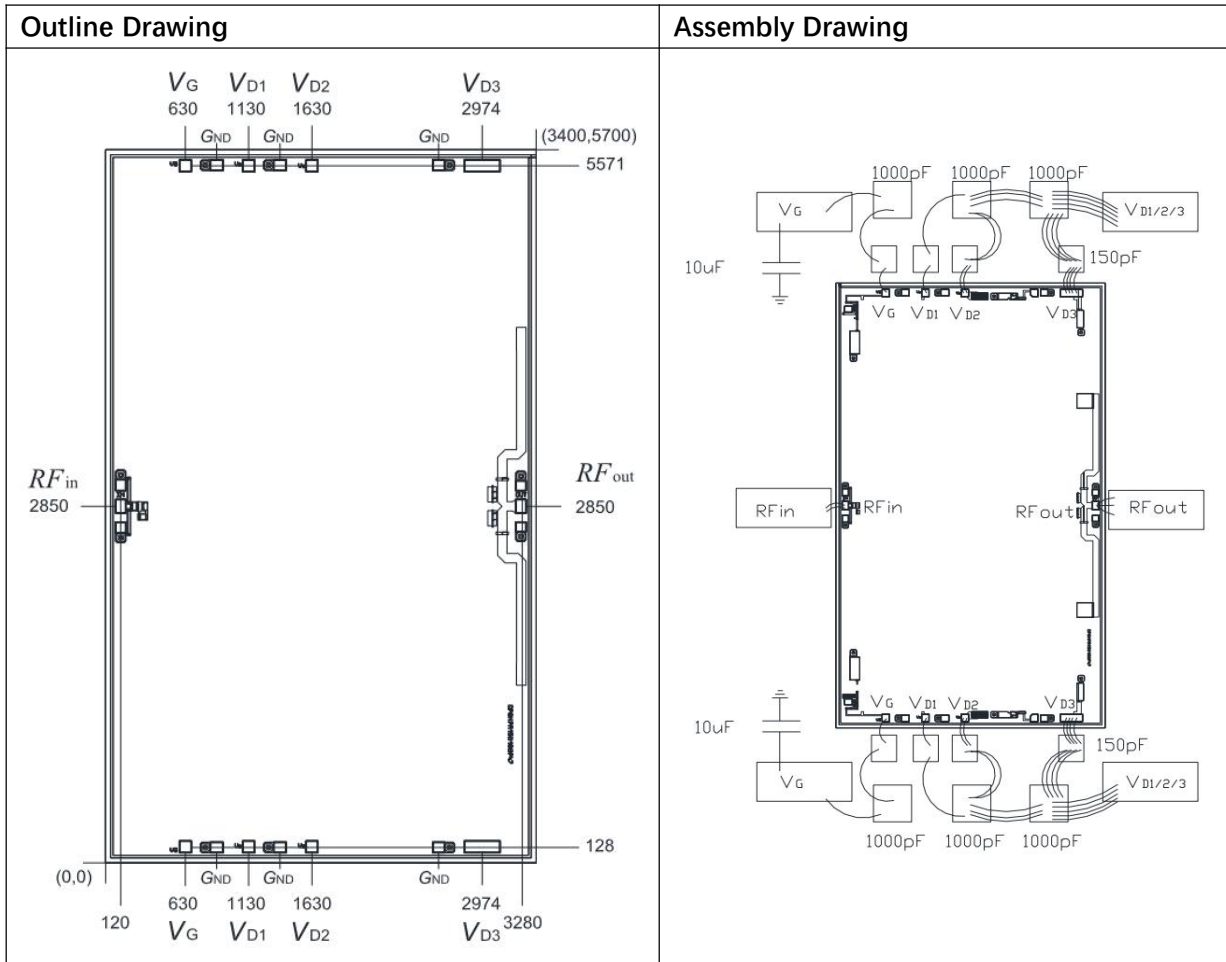 Outline Drawing
Assembly Drawing
VG VD1 VD2 VD3
630 1130 1630 2974
GND GND GND
(3400,5700)
5571
RFin
2850
RFout
2850
128
(0,0)
GND GND GND
630 1130 1630 2974
120
3280
VG VD1 VD2 VD3
1000pF 1000pF 1000pF
VG
VD1/2/3
10uF
150pF
VG VD1 VD2 VD3
RFin
RFin
RFout
RFout
VG VD1 VD2 VD3
10uF
150pF
VG
VD1/2/3
1000pF 1000pF 1000pF